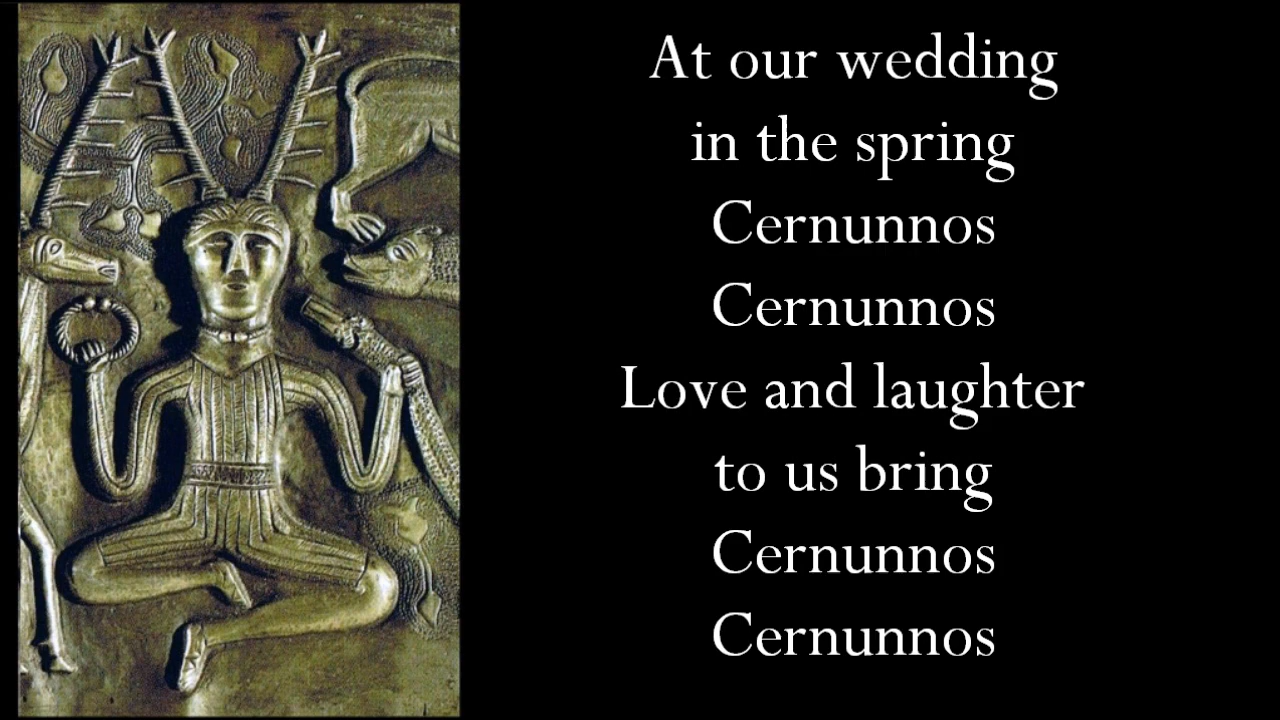 At our wedding
in the spring
Cernunnos
Cernunnos
Love and laughter
to us bring
Cernunnos
Cernunnos